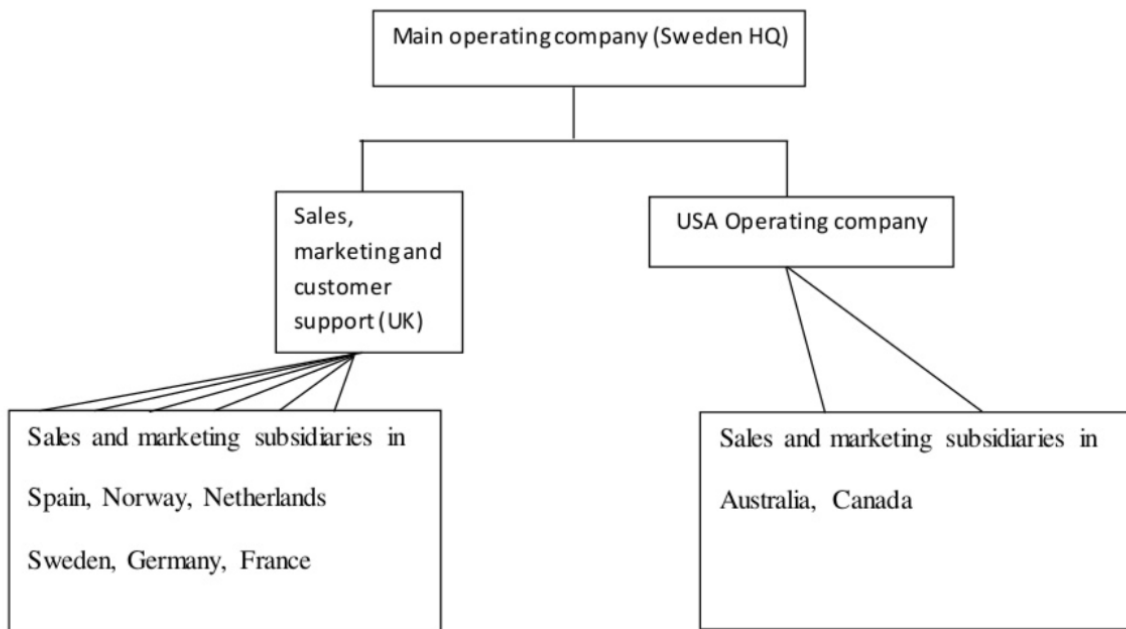 Main operating company (Sweden HQ)
Sales,
marketing and
customer
support (UK)
USA Operating company
Sales and marketing subsidiaries in
Spain, Norway, Netherlands
Sweden, Germany, France
Sales and marketing subsidiaries in
Australia, Canada